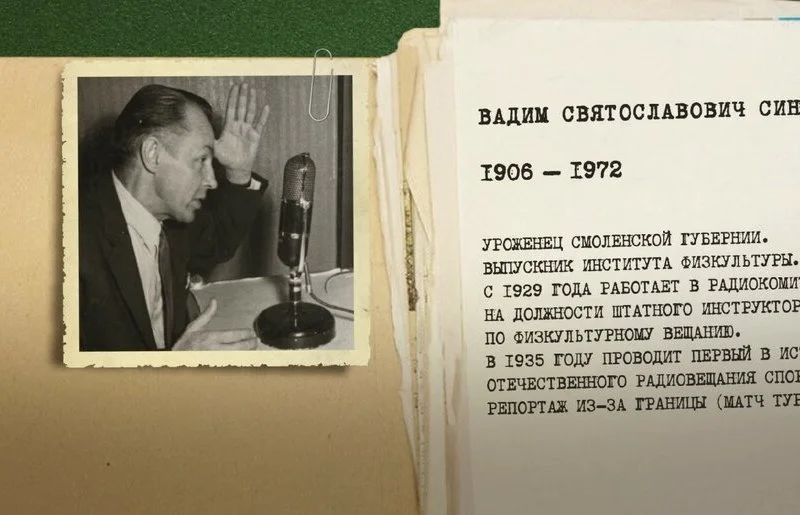 ВАДИМ СВЯТОСЛАВОВИЧ СИН
1906 — 1972
УРОЖЕНЕЦ СМОЛЕНСКОЙ ГУБЕРНИИ.
ВЫПУСКНИК ИНСТИТУТА ФИЗКУЛЬТУРЫ.
С 1929 ГОДА РАБОТАЕТ В РАДИОКОМИТ
НА ДОЛЖНОСТИ ШТАТНОГО ИНСТРУКТОР
ПО ФИЗКУЛЬТУРНОМУ ВЕЩАНИЮ.
В 1935 ГОДУ ПРОВОДИТ ПЕРВЫЙ В ИС
ОТЕЧЕСТВЕННОГО РАДИОВЕЩАНИЯ СПО
РЕПОРТАЖ ИЗ-ЗА ГРАНИЦЫ (МАТЧ ТУР